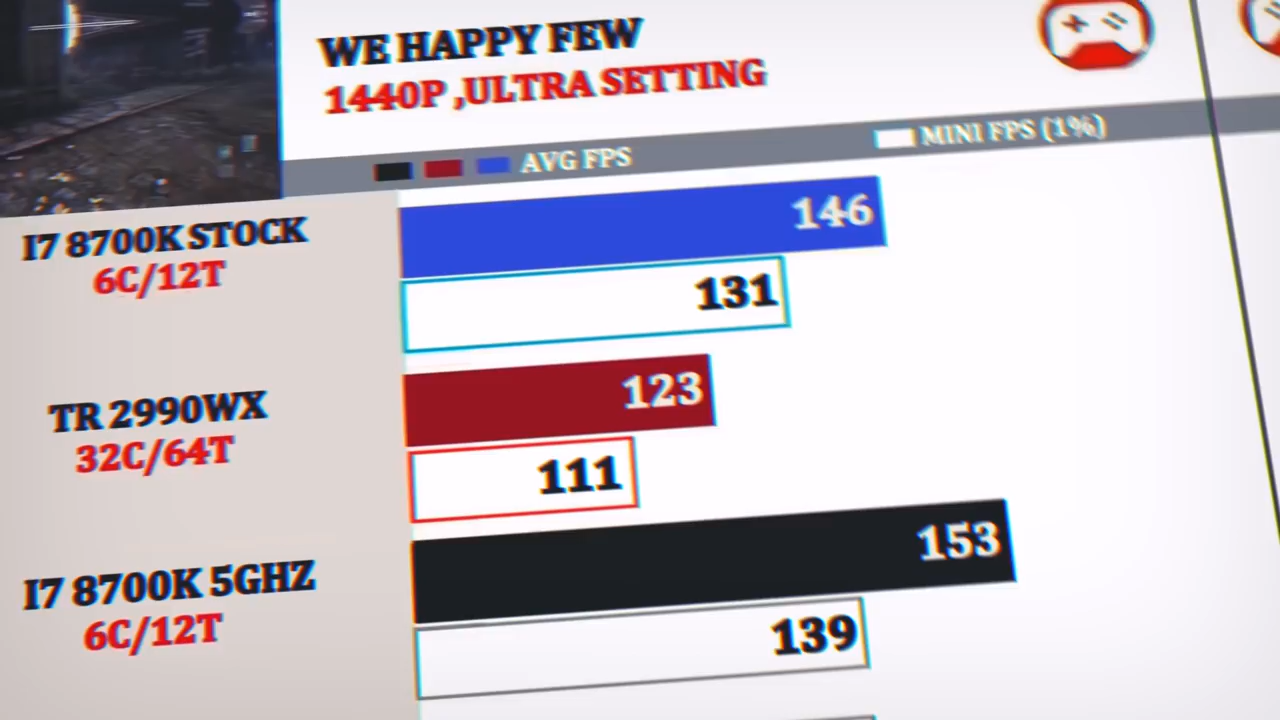 WE HAPPY FEW
1440P ,ULTRA SETTING
AVG FPS
MINI FPS (1%)
I7 8700K STOCK
6C/12T
146
131
TR 2990WX
32C/64T
123
111
I7 8700K 5GHZ
6C/12T
153
139